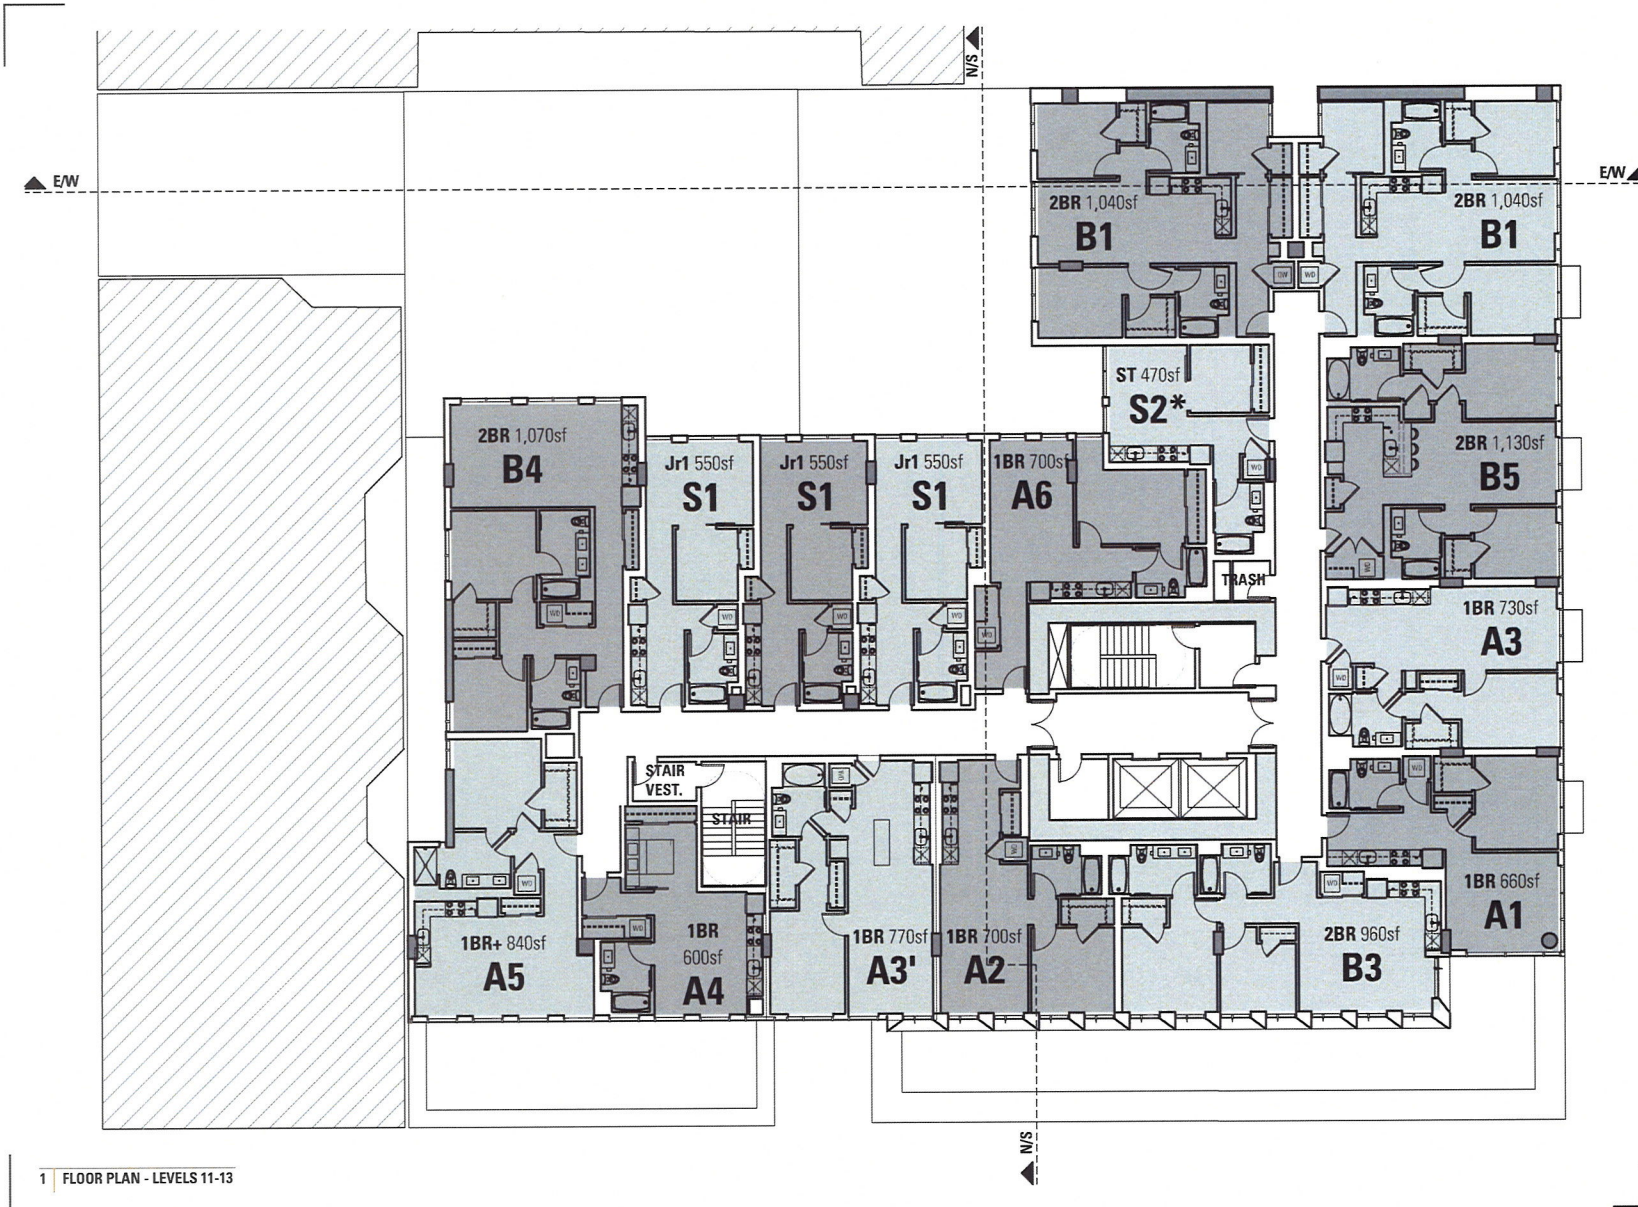 N/S
E/W
E/W
2BR 1,040sf
B1
2BR 1,040sf
B1
WD
WD
ST 470sf
S2*
WD
2BR 1,070sf
B4
Jr1 550sf
S1
Jr1 550sf
S1
Jr1 550sf
S1
1BR 700sf
A6
2BR 1,130sf
B5
WD
TRASH
WD
WD
WD
WD
WD
1BR 730sf
A3
WD
STAIR
VEST.
STAIR
WD
WD
WD
1BR+ 840sf
A5
WD
1BR
600sf
A4
1BR 770sf
A3'
1BR 700sf
A2
WD
2BR 960sf
B3
1BR 660sf
A1
N/S
1 FLOOR PLAN - LEVELS 11-13